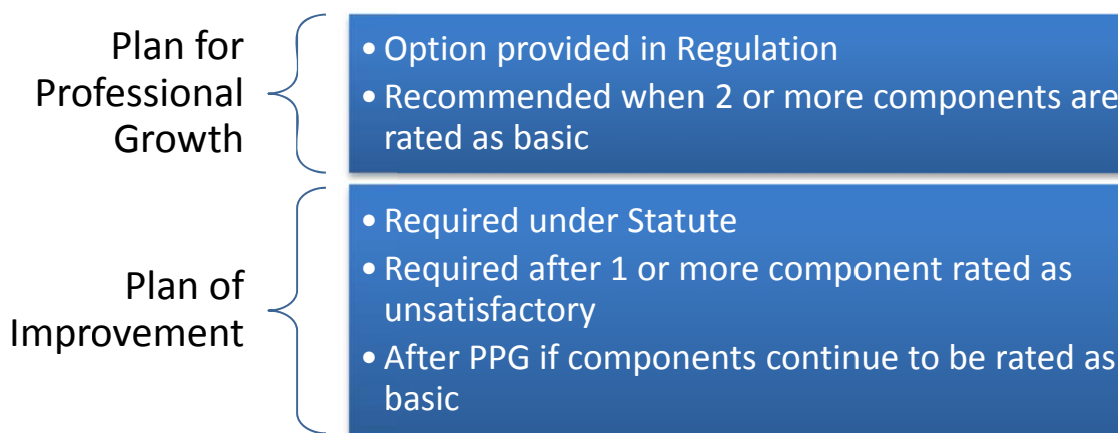 Plan for
Professional
Growth
• Option provided in Regulation
• Recommended when 2 or more components are
rated as basic
Plan of
Improvement
• Required under Statute
• Required after 1 or more component rated as
unsatisfactory
• After PPG if components continue to be rated as
basic